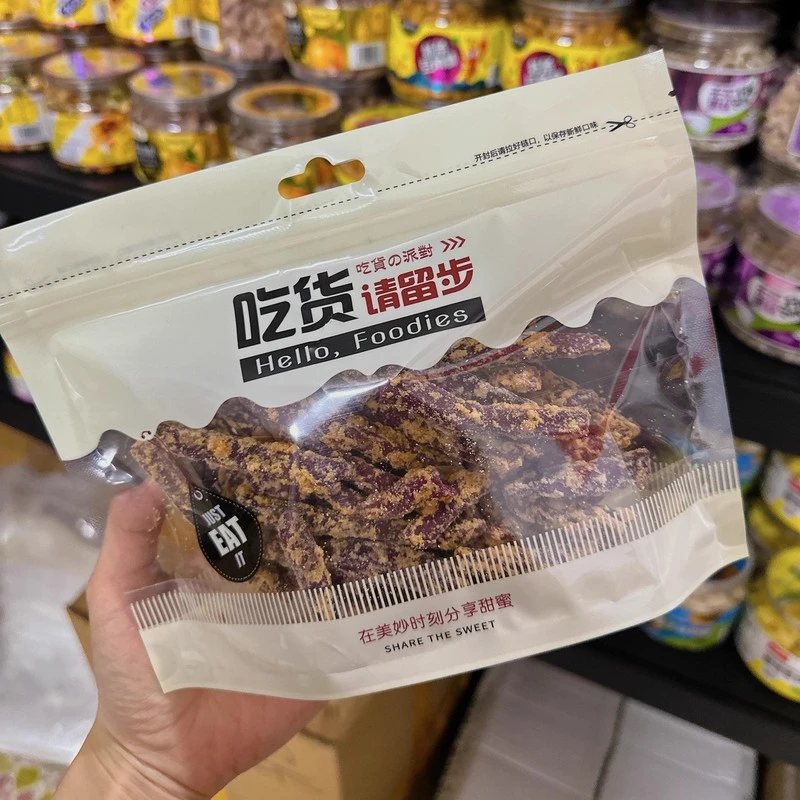 开封后请拉好链口，以保存新鲜口味
吃貨の派對
吃货 请留步
Hello, Foodies
JUST
EAT
IT
在美妙时刻分享甜蜜
SHARE THE SWEET